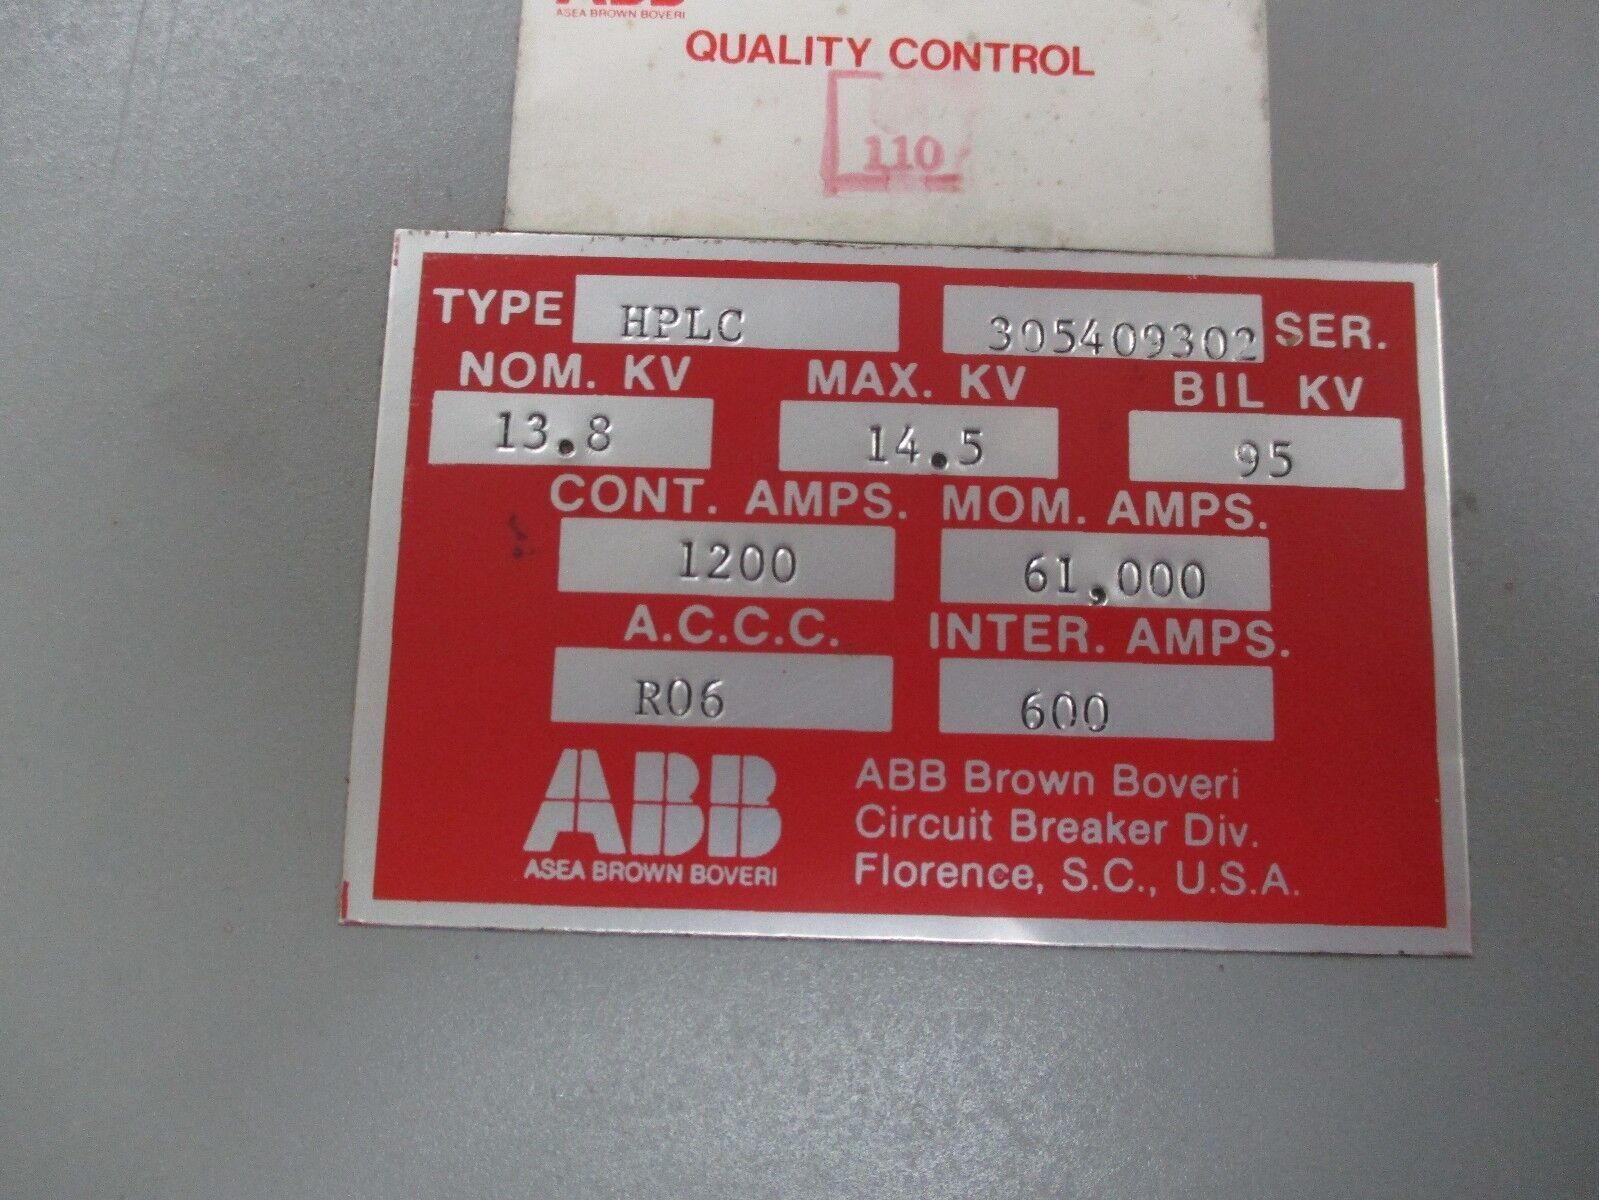 ABB
ASEA BROWN BOVERI
QUALITY CONTROL
110
TYPE HPLC 305409302 SER.
NOM. KV MAX. KV BIL KV
13.8 14.5 95
CONT. AMPS. MOM. AMPS.
1200 61,000
A.C.C.C. INTER. AMPS.
R06 600
ABB
ASEA BROWN BOVERI
ABB Brown Boveri
Circuit Breaker Div.
Florence, S.C., U.S.A.